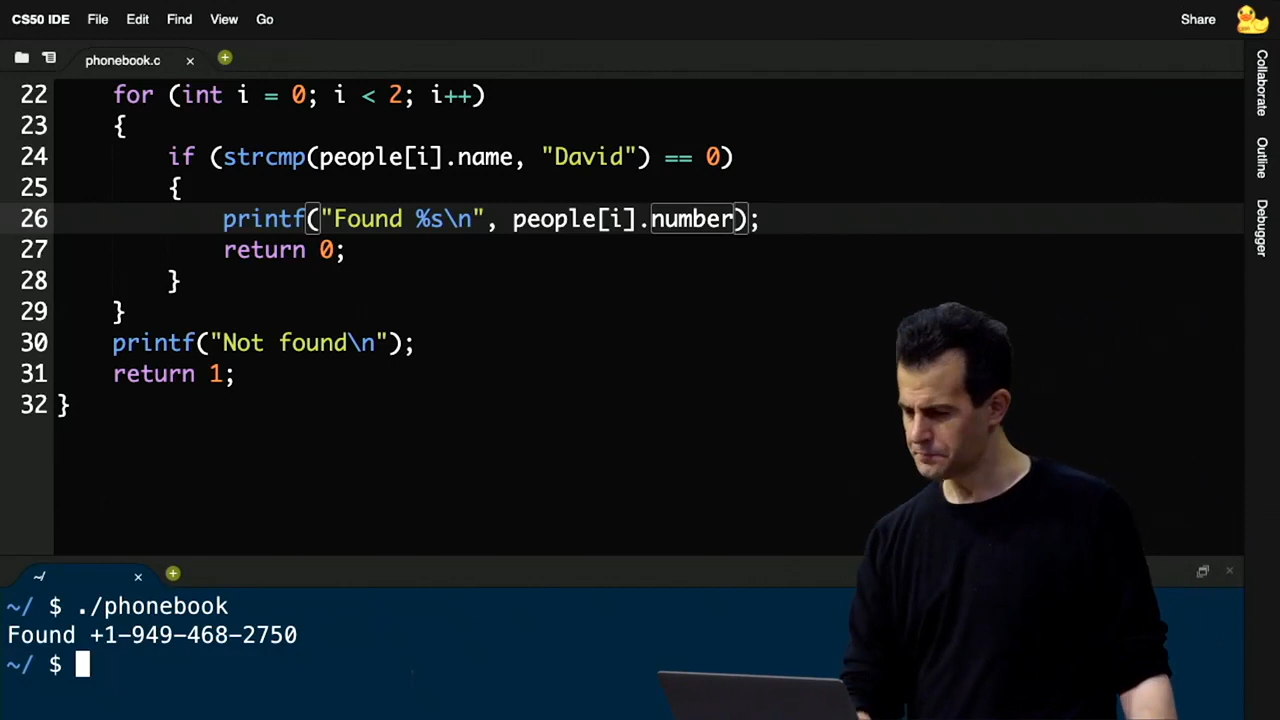 CS50 IDE File Edit Find View Go Share
phonebook.c
22 for (int i = 0; i < 2; i++)
23 {
24 if (strcmp(people[i].name, "David") == 0)
25 {
26 printf("Found %s\n", people[i].number);
27 return 0;
28 }
29 }
30 printf("Not found\n");
31 return 1;
32 }
Collaborate
Outline
Debugger
~/
~/ $ ./phonebook
Found +1-949-468-2750
~/ $